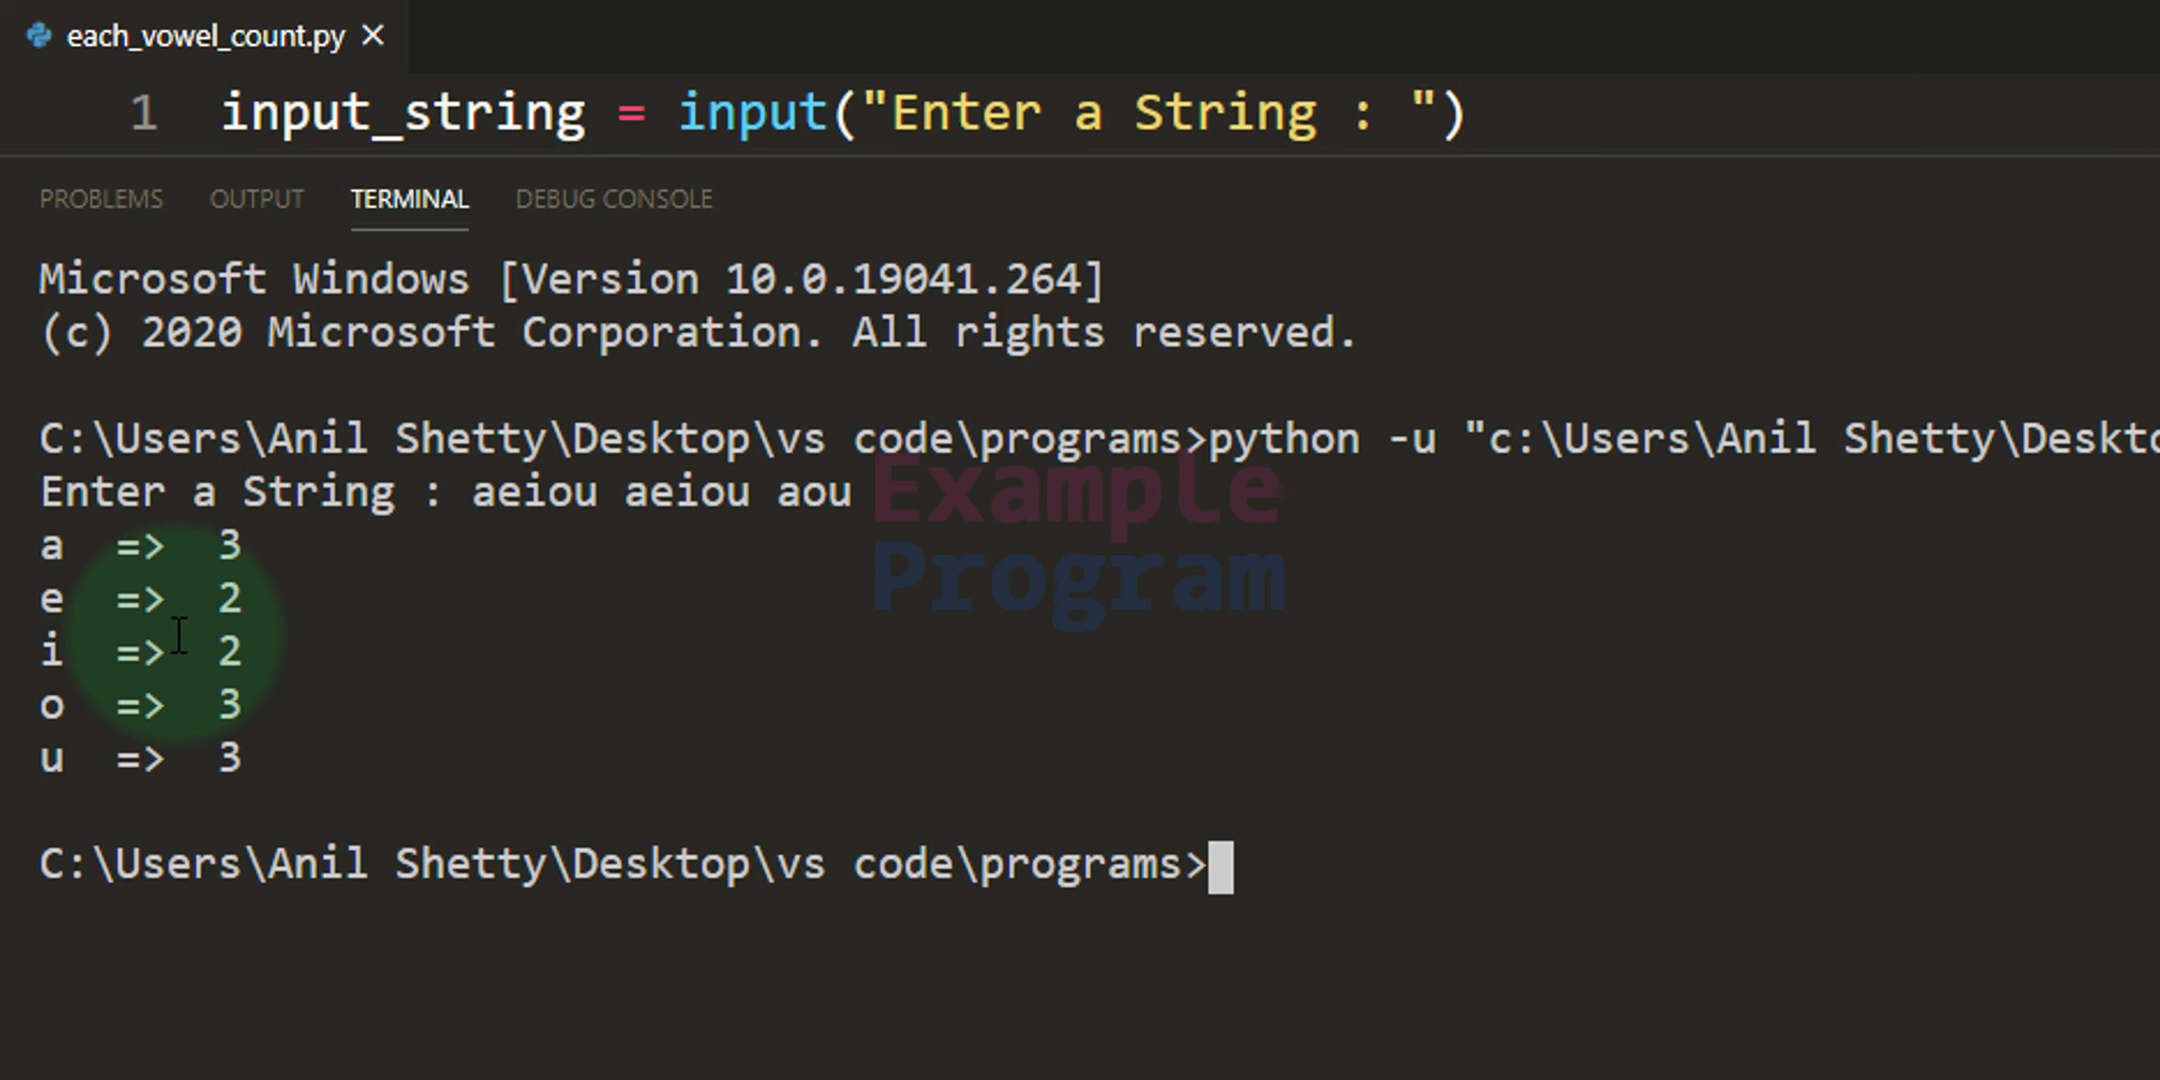 each_vowel_count.py
1 input_string = input("Enter a String : ")
PROBLEMS OUTPUT TERMINAL DEBUG CONSOLE
Microsoft Windows [Version 10.0.19041.264]
(c) 2020 Microsoft Corporation. All rights reserved.
C:\Users\Anil Shetty\Desktop\vs code\programs>python -u "c:\Users\Anil Shetty\Deskto
Enter a String : aeiou aeiou aou
Example
Program
a => 3
e => 2
i => 2
o => 3
u => 3
C:\Users\Anil Shetty\Desktop\vs code\programs>